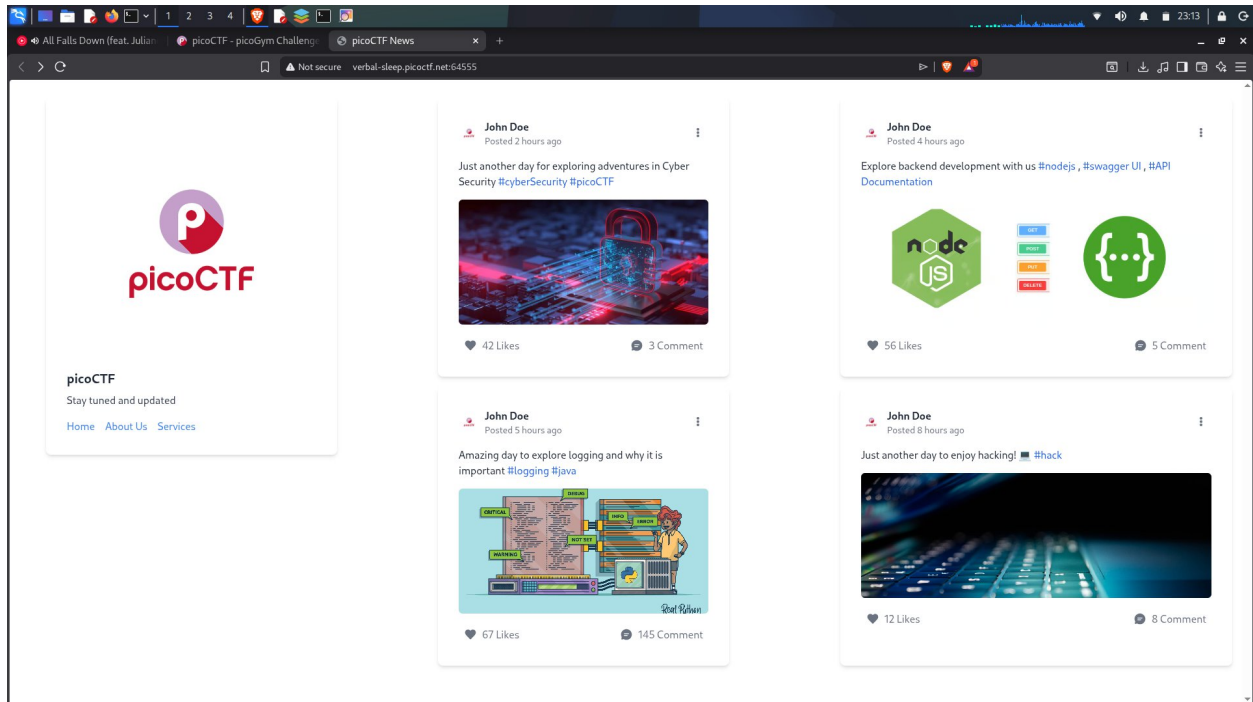 1 2 3 4
23:13
All Falls Down (feat. Julian
picoCTF - picoGym Challenge
picoCTF News
Not secure verbal-sleep.picoctf.net:64555
picoCTF
picoCTF
Stay tuned and updated
Home About Us Services
John Doe
Posted 2 hours ago
Just another day for exploring adventures in Cyber
Security #cyberSecurity #picoCTF
42 Likes
3 Comment
John Doe
Posted 4 hours ago
Explore backend development with us #nodejs , #swagger UI , #API
Documentation
node
JS
GET
POST
PUT
DELETE
{...}
56 Likes
5 Comment
John Doe
Posted 5 hours ago
Amazing day to explore logging and why it is
important #logging #java
DEBUG
CRITICAL
INFO
ERROR
NOT SET
WARNING
Real Python
67 Likes
145 Comment
John Doe
Posted 8 hours ago
Just another day to enjoy hacking! 💻 #hack
12 Likes
8 Comment